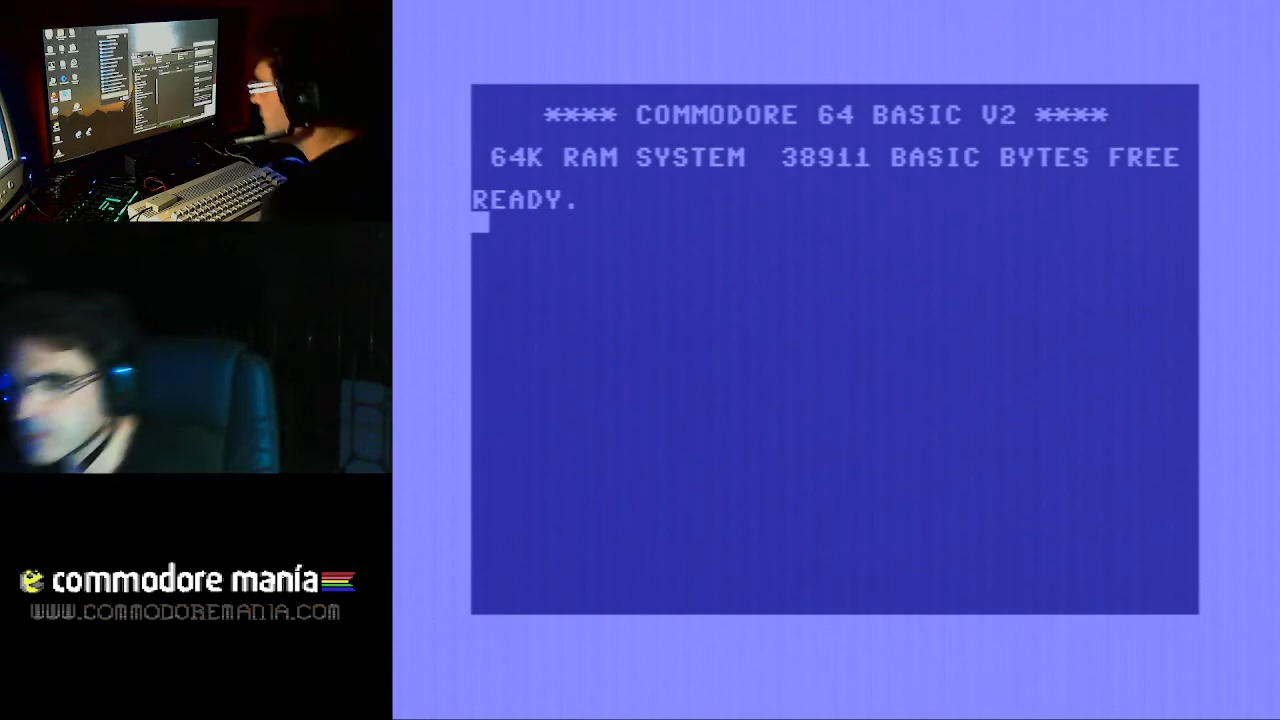 **** COMMODORE 64 BASIC V2 ****
64K RAM SYSTEM  38911 BASIC BYTES FREE
READY.
commodore manía
WWW.COMMODOREMANIA.COM